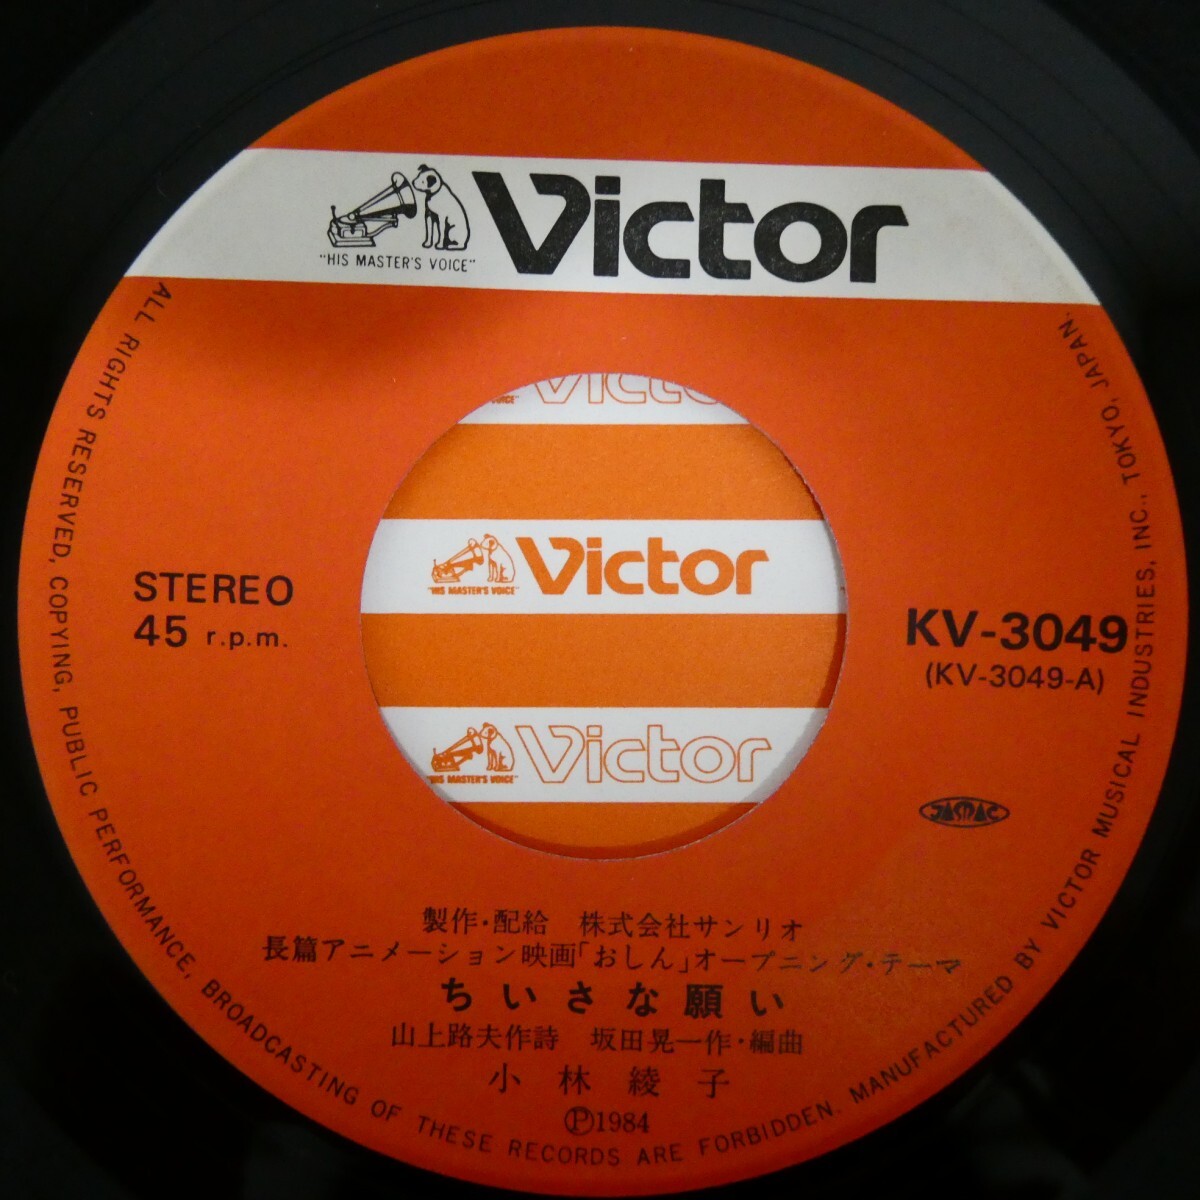 Victor
"HIS MASTER'S VOICE"
VICTOR
VOICE"
Victor
"HIS MASTER'S VOICE"
Victor
"HIS MASTER'S VOICE"
STEREO
45 r.p.m.
KV-3049
(KV-3049-A)
JASRAC
製作・配給 株式会社サンリオ
長篇アニメーション映画「おしん」オープニング・テーマ
ちいさな願い
山上路夫作詩 坂田晃一作・編曲
小林綾子
Ⓟ1984
ALL RIGHTS RESERVED, COPYING, PUBLIC PERFORMANCE, BROADCASTING OF THESE RECORDS ARE FORBIDDEN. MANUFACTURED BY VICTOR MUSICAL INDUSTRIES, INC., TOKYO, JAPAN.